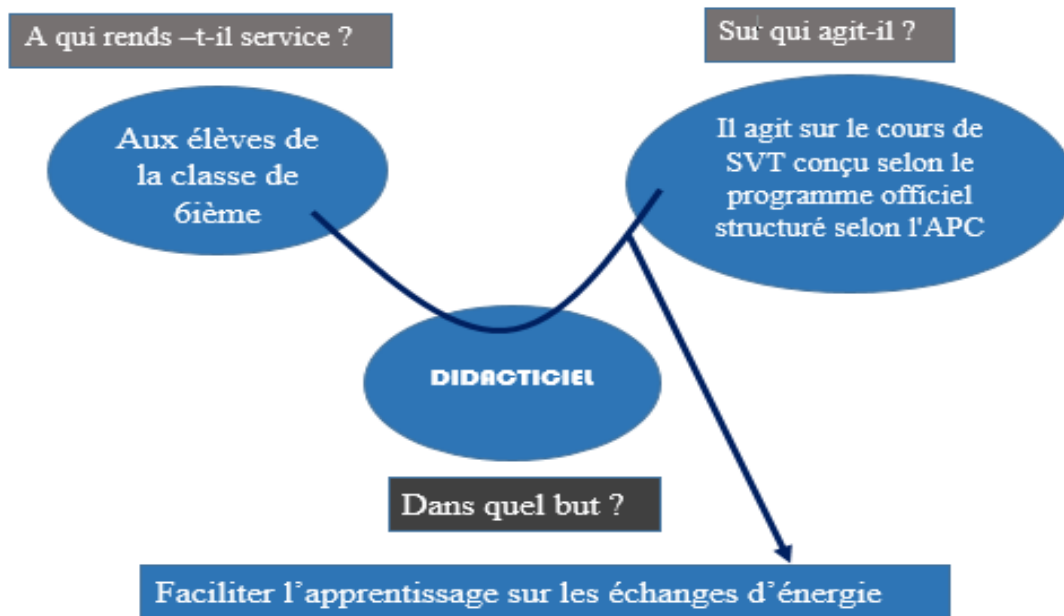 A qui rends –t-il service ?
Sur qui agit-il ?
Aux élèves de
la classe de
6ième
Il agit sur le cours de
SVT conçu selon le
programme officiel
structuré selon l'APC
DIDACTICIEL
Dans quel but ?
Faciliter l’apprentissage sur les échanges d’énergie